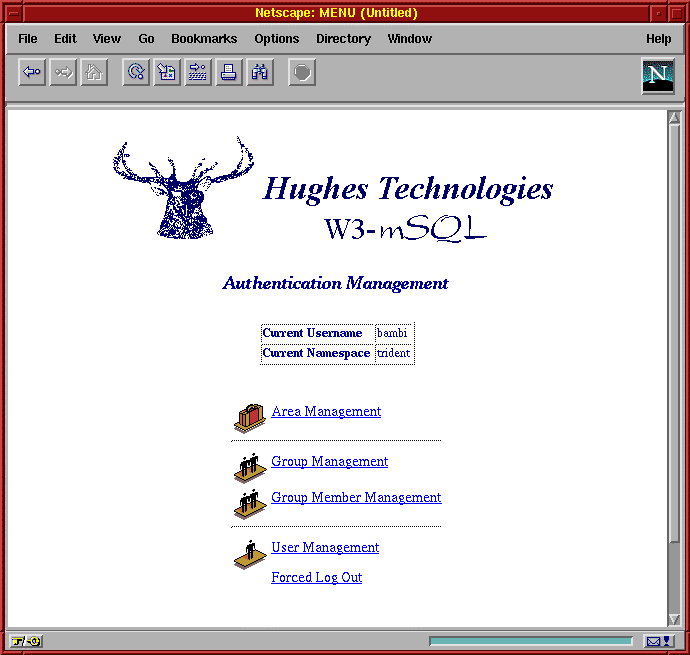 Netscape: MENU (Untitled)
File Edit View Go Bookmarks Options Directory Window Help
N
Hughes Technologies
W3-mSQL
Authentication Management
Current Username bambi
Current Namespace trident
Area Management
Group Management
Group Member Management
User Management
Forced Log Out